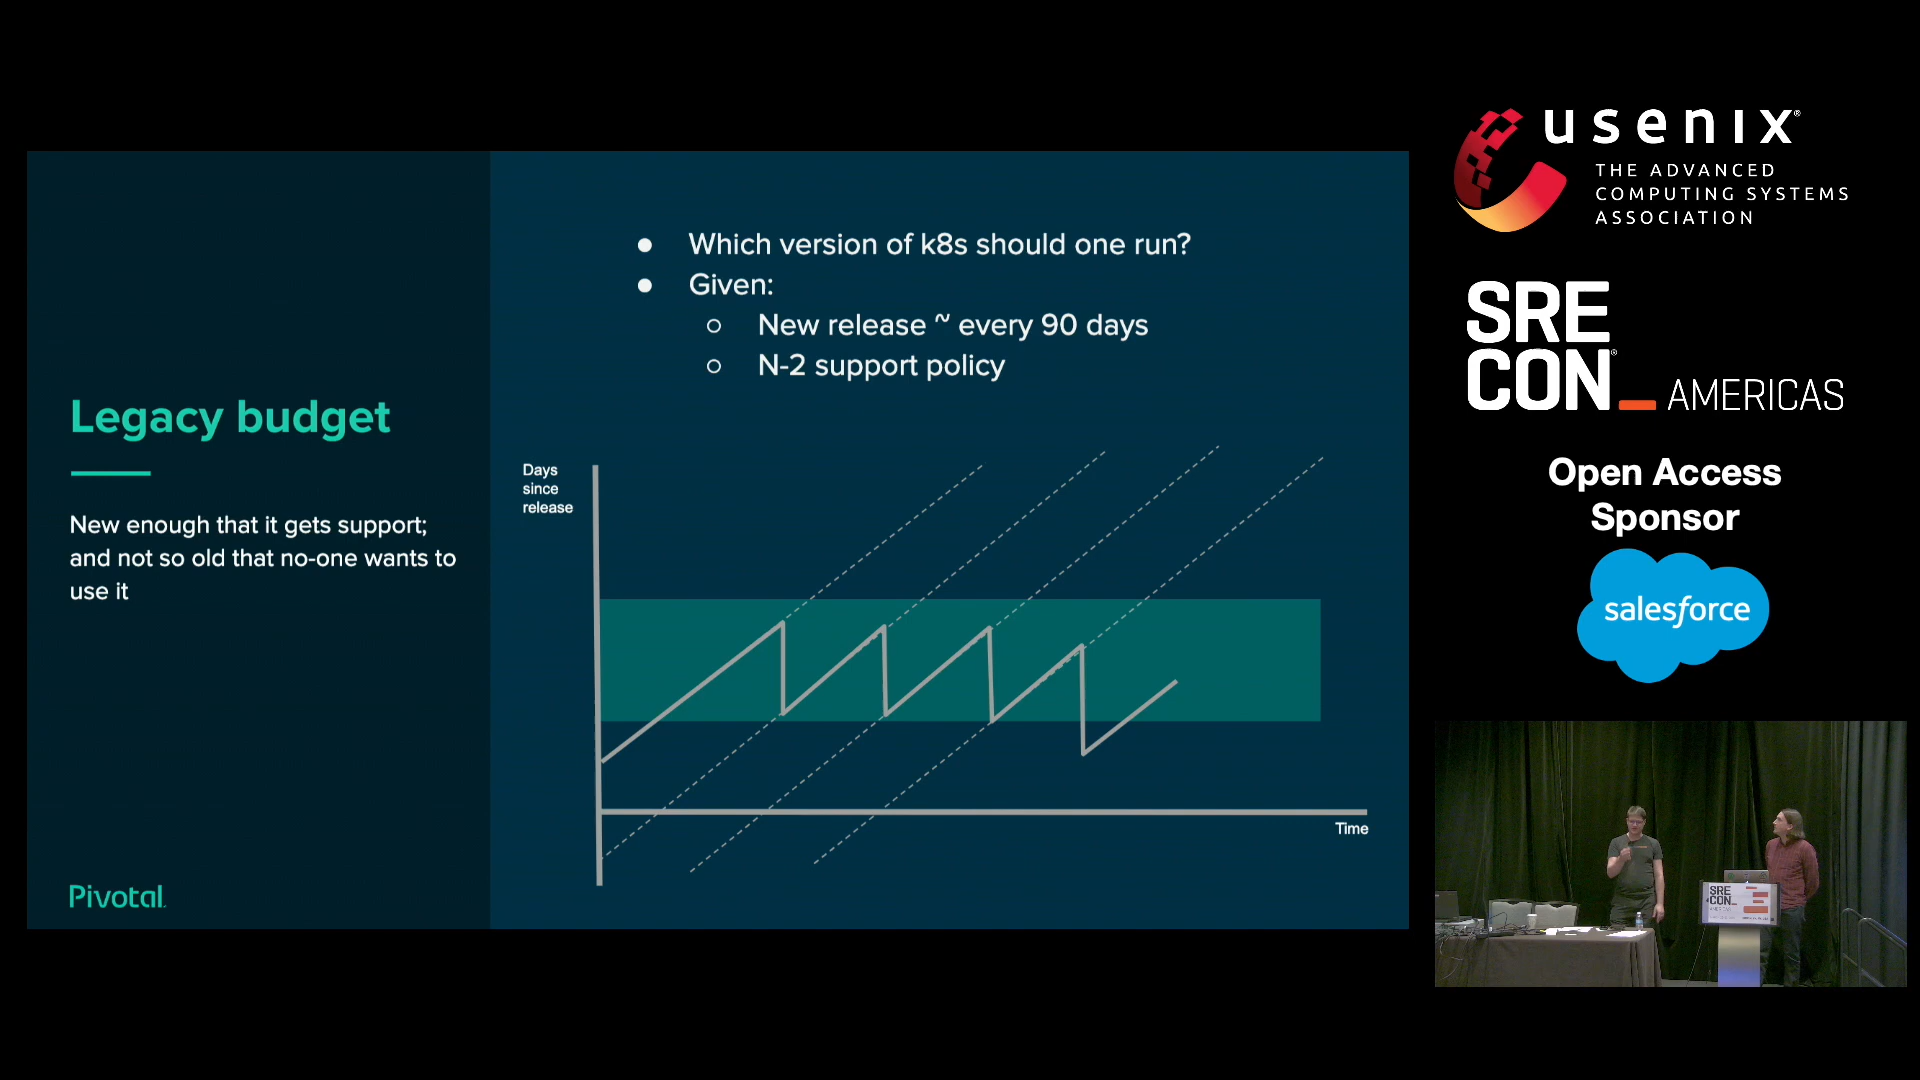 Legacy budget
New enough that it gets support;
and not so old that no-one wants to
use it
Pivotal
● Which version of k8s should one run?
● Given:
○ New release ~ every 90 days
○ N-2 support policy
Days
since
release
Time
usenix®
THE ADVANCED
COMPUTING SYSTEMS
ASSOCIATION
SRE
CON®_ AMERICAS
Open Access
Sponsor
salesforce
SRE
CON_